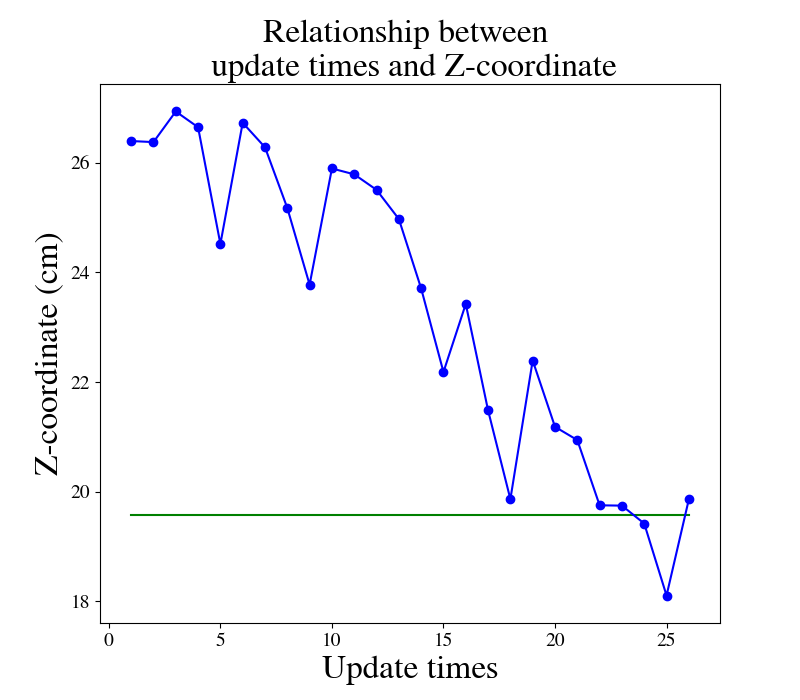 Relationship between
update times and Z-coordinate
Z-coordinate (cm)
26
24
22
20
18
0 5 10 15 20 25
Update times